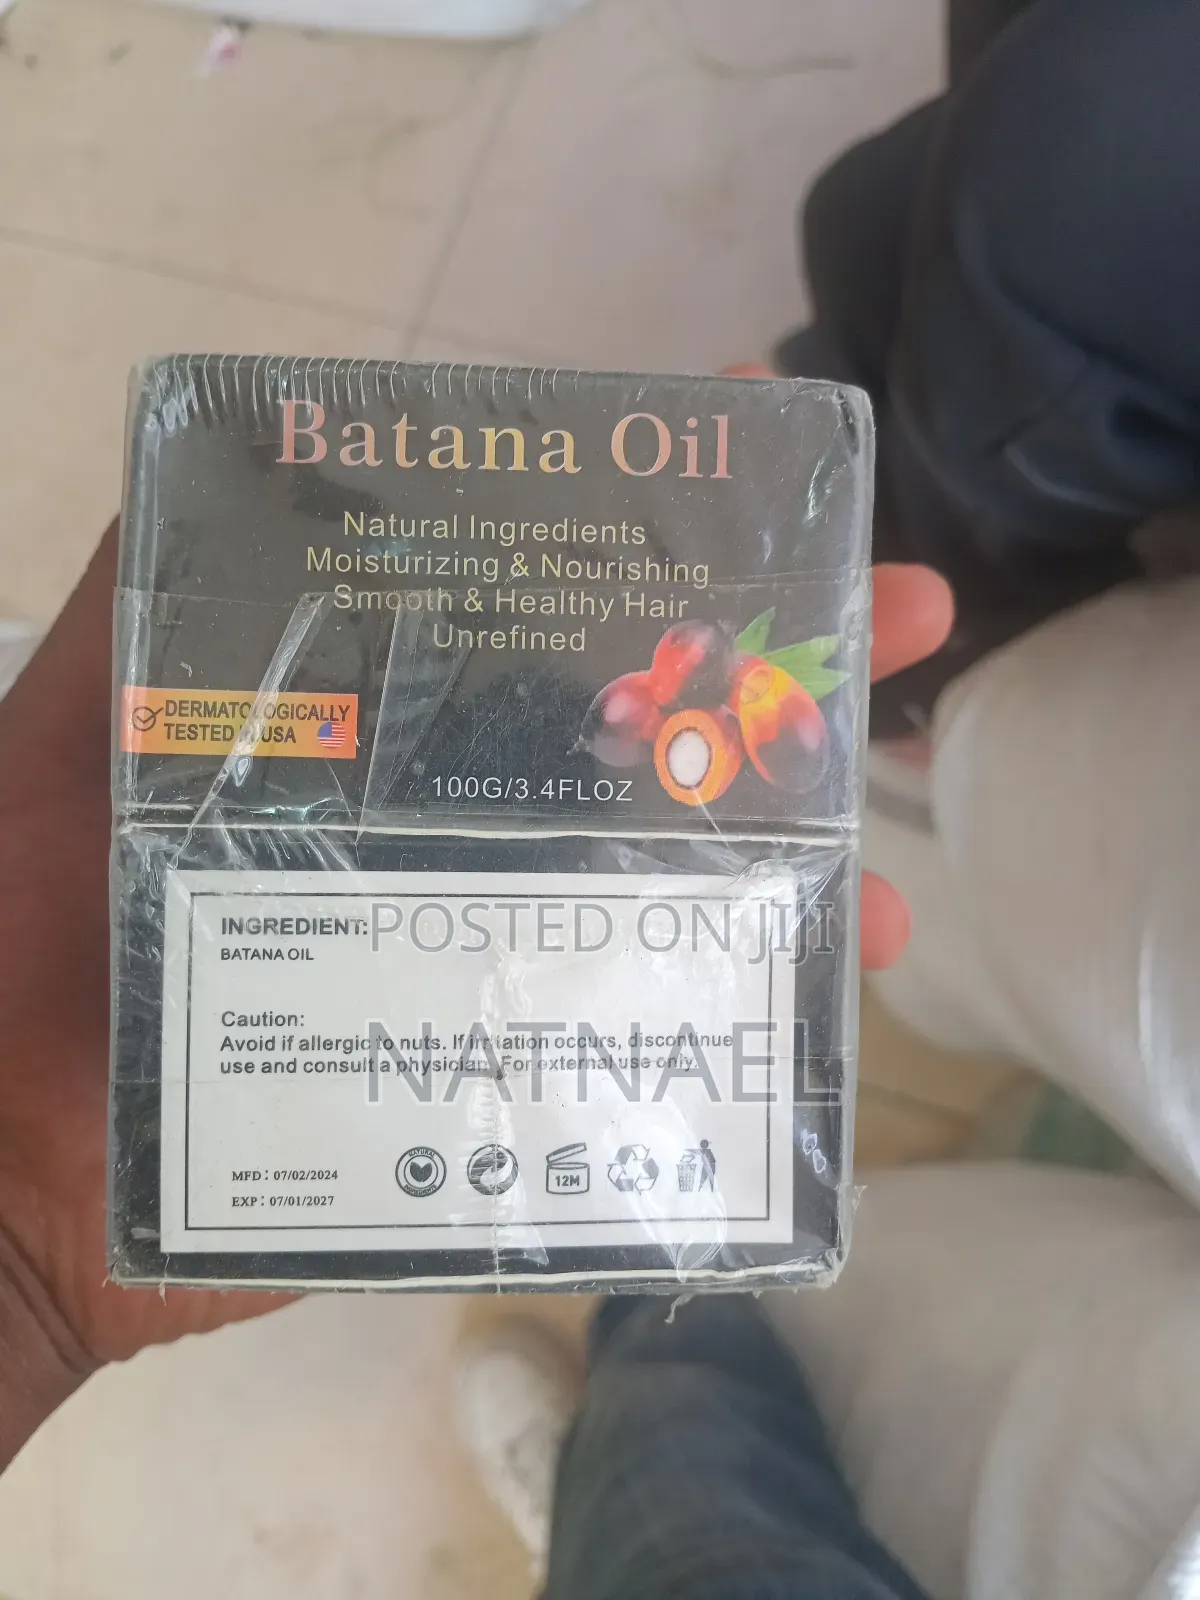 Batana Oil
Natural Ingredients
Moisturizing & Nourishing
Smooth & Healthy Hair
Unrefined
DERMATOLOGICALLY
TESTED IN USA
100G/3.4FLOZ
INGREDIENT:
BATANA OIL
POSTED ON JIJI
NATNAEL
Caution:
Avoid if allergic to nuts. If irritation occurs, discontinue
use and consult a physician. For external use only.
MFD: 07/02/2024
EXP: 07/01/2027
NATURAL
12M